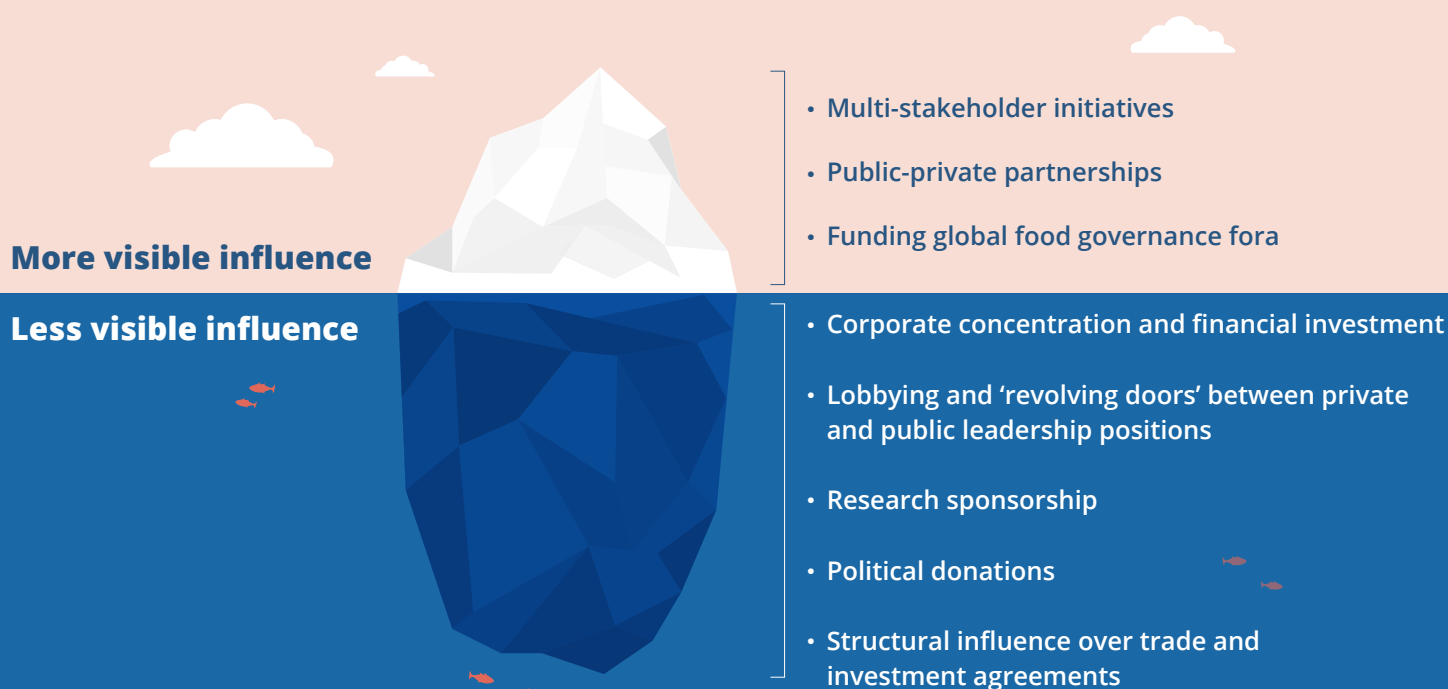 • Multi-stakeholder initiatives
• Public-private partnerships
• Funding global food governance fora
More visible influence
Less visible influence
• Corporate concentration and financial investment
• Lobbying and ‘revolving doors’ between private
and public leadership positions
• Research sponsorship
• Political donations
• Structural influence over trade and
investment agreements